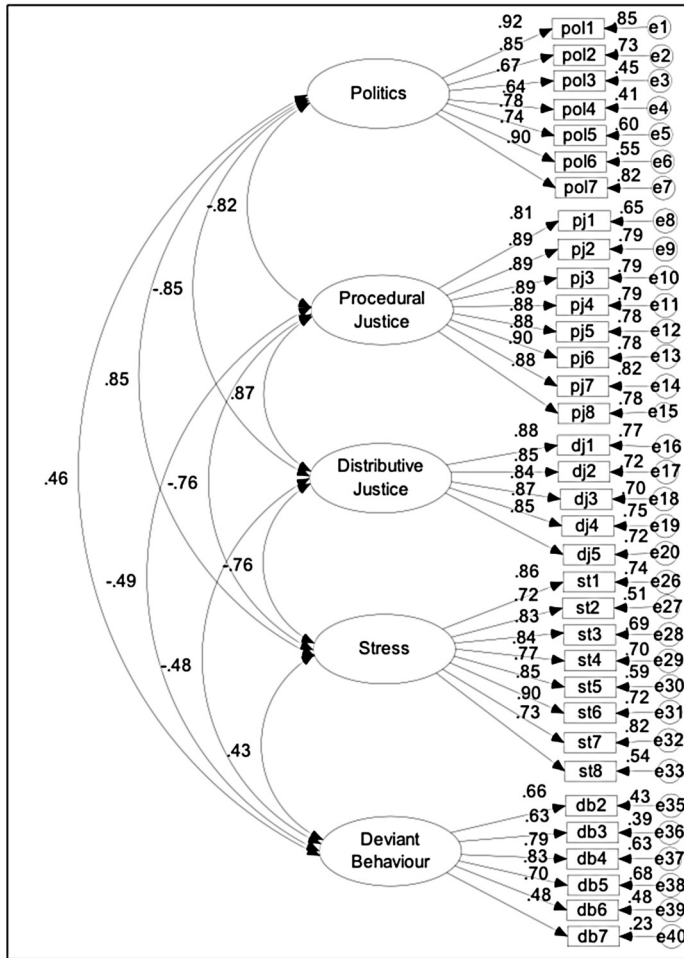 .92 pol1 .85 e1
.85 pol2 .73 e2
.67 pol3 .45 e3
.64 pol4 .41 e4
.78 pol5 .60 e5
.74 pol6 .55 e6
.90 pol7 .82 e7
Politics
-.82
.81 pj1 .65 e8
.89 pj2 .79 e9
.89 pj3 .79 e10
.89 pj4 .79 e11
.88 pj5 .78 e12
.88 pj6 .78 e13
.90 pj7 .82 e14
.88 pj8 .78 e15
Procedural
Justice
-.85
.85
.87
.88 dj1 .77 e16
.85 dj2 .72 e17
.84 dj3 .70 e18
.87 dj4 .75 e19
.85 dj5 .72 e20
Distributive
Justice
.46
-.76
-.76
-.49
.86 st1 .74 e26
.72 st2 .51 e27
.83 st3 .69 e28
.84 st4 .70 e29
.77 st5 .59 e30
.85 st6 .72 e31
.90 st7 .82 e32
.73 st8 .54 e33
Stress
-.48
.43
.66 db2 .43 e35
.63 db3 .39 e36
.79 db4 .63 e37
.83 db5 .68 e38
.70 db6 .48 e39
.48 db7 .23 e40
Deviant
Behaviour